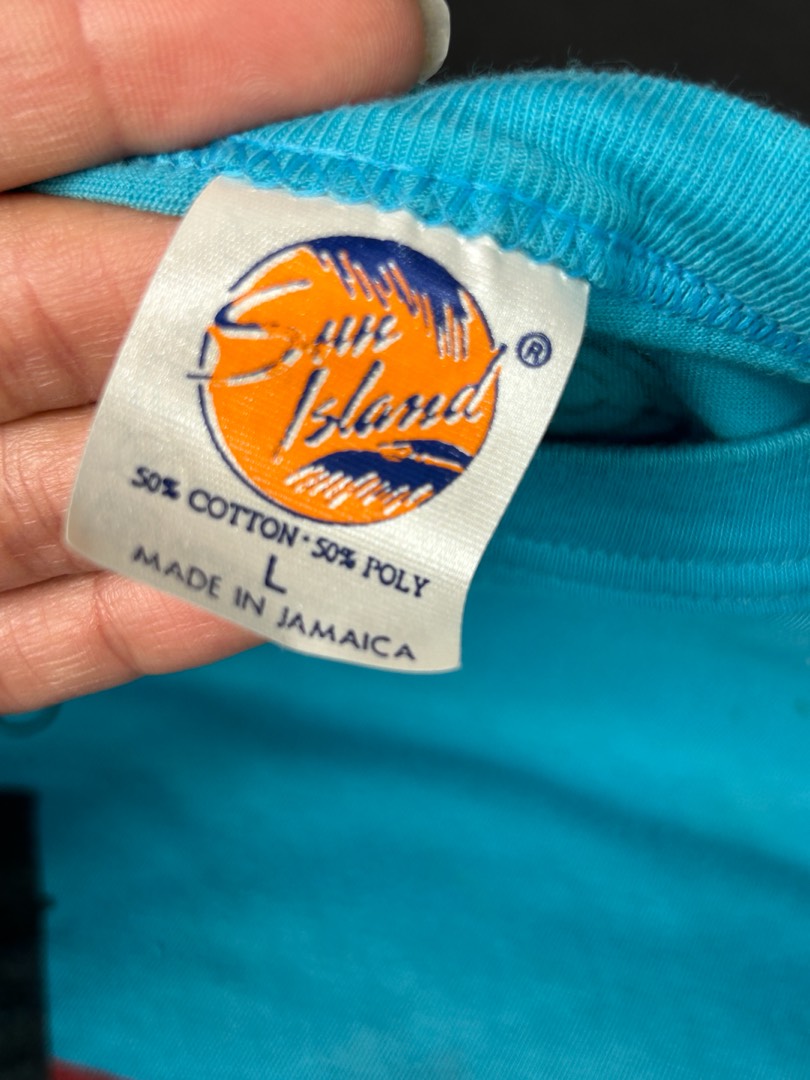 Sun
Island ®
50% COTTON • 50% POLY
L
MADE IN JAMAICA